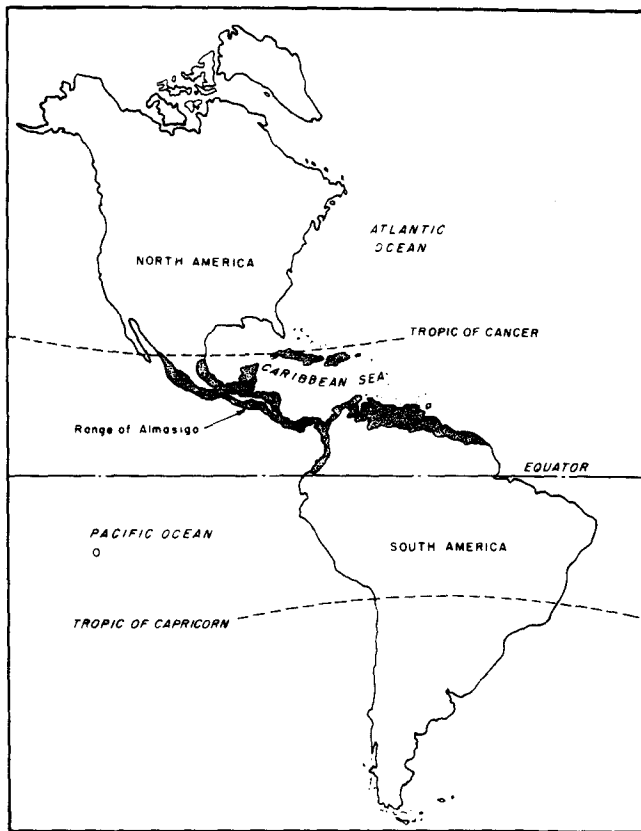 ATLANTIC
OCEAN
NORTH AMERICA
TROPIC OF CANCER
CARIBBEAN SEA
Range of Almasigo
EQUATOR
PACIFIC OCEAN
SOUTH AMERICA
TROPIC OF CAPRICORN